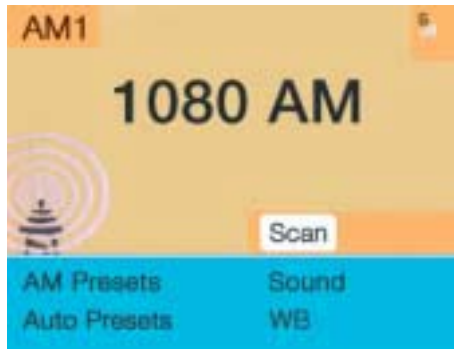 AM1
1080 AM
Scan
AM Presets Sound
Auto Presets WB